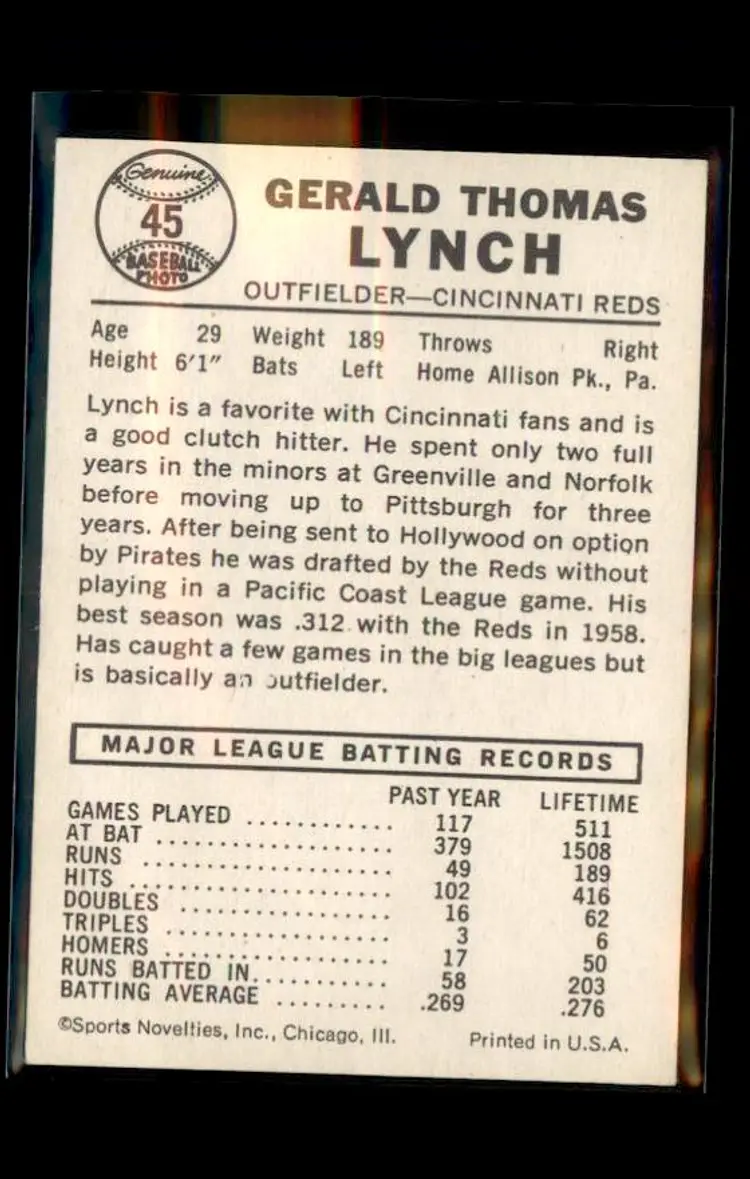 Genuine
45
BASEBALL
PHOTO
GERALD THOMAS
LYNCH
OUTFIELDER—CINCINNATI REDS
Age 29 Weight 189 Throws Right
Height 6'1" Bats Left Home Allison Pk., Pa.
Lynch is a favorite with Cincinnati fans and is
a good clutch hitter. He spent only two full
years in the minors at Greenville and Norfolk
before moving up to Pittsburgh for three
years. After being sent to Hollywood on option
by Pirates he was drafted by the Reds without
playing in a Pacific Coast League game. His
best season was .312 with the Reds in 1958.
Has caught a few games in the big leagues but
is basically an outfielder.
MAJOR LEAGUE BATTING RECORDS
PAST YEAR LIFETIME
GAMES PLAYED ............ 117 511
AT BAT .................... 379 1508
RUNS ..................... 49 189
HITS ...................... 102 416
DOUBLES .................. 16 62
TRIPLES ................... 3 6
HOMERS ................... 17 50
RUNS BATTED IN ........... 58 203
BATTING AVERAGE ......... .269 .276
©Sports Novelties, Inc., Chicago, Ill. Printed in U.S.A.